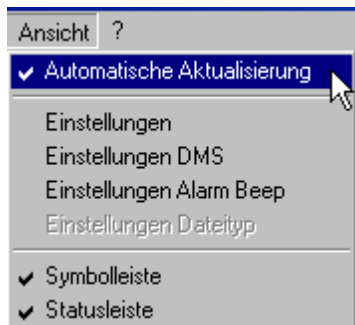 Ansicht ?
Automatische Aktualisierung
Einstellungen
Einstellungen DMS
Einstellungen Alarm Beep
Einstellungen Dateityp
Symbolleiste
Statusleiste